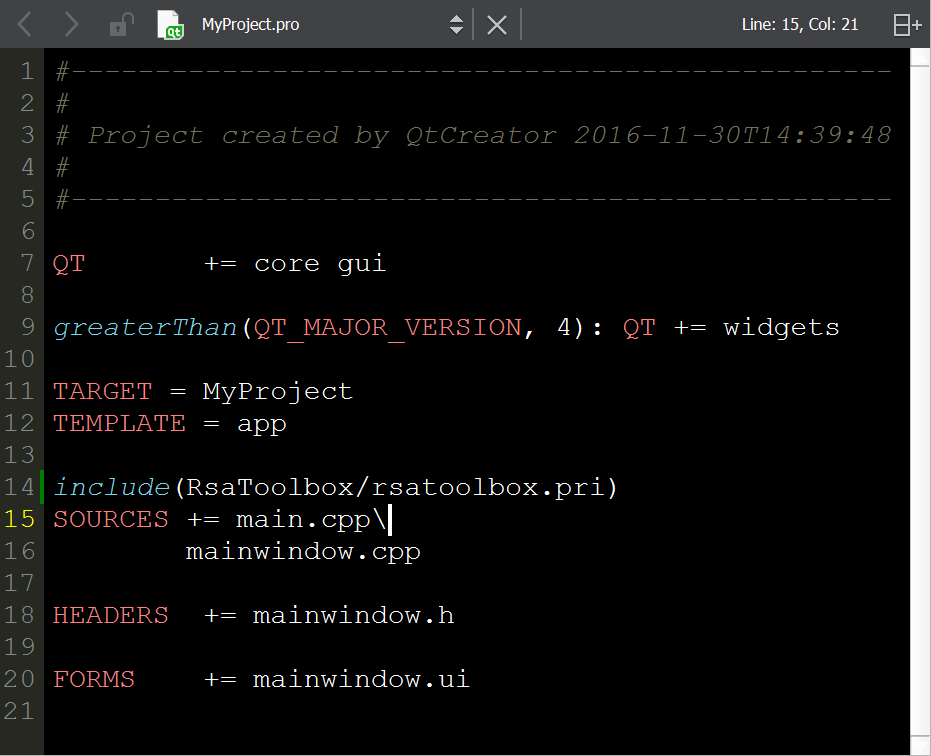 MyProject.pro Line: 15, Col: 21
1 #-------------------------------------------------
2 #
3 # Project created by QtCreator 2016-11-30T14:39:48
4 #
5 #-------------------------------------------------
6
7 QT       += core gui
8
9 greaterThan(QT_MAJOR_VERSION, 4): QT += widgets
10
11 TARGET = MyProject
12 TEMPLATE = app
13
14 include(RsaToolbox/rsatoolbox.pri)
15 SOURCES += main.cpp\
16         mainwindow.cpp
17
18 HEADERS  += mainwindow.h
19
20 FORMS    += mainwindow.ui
21